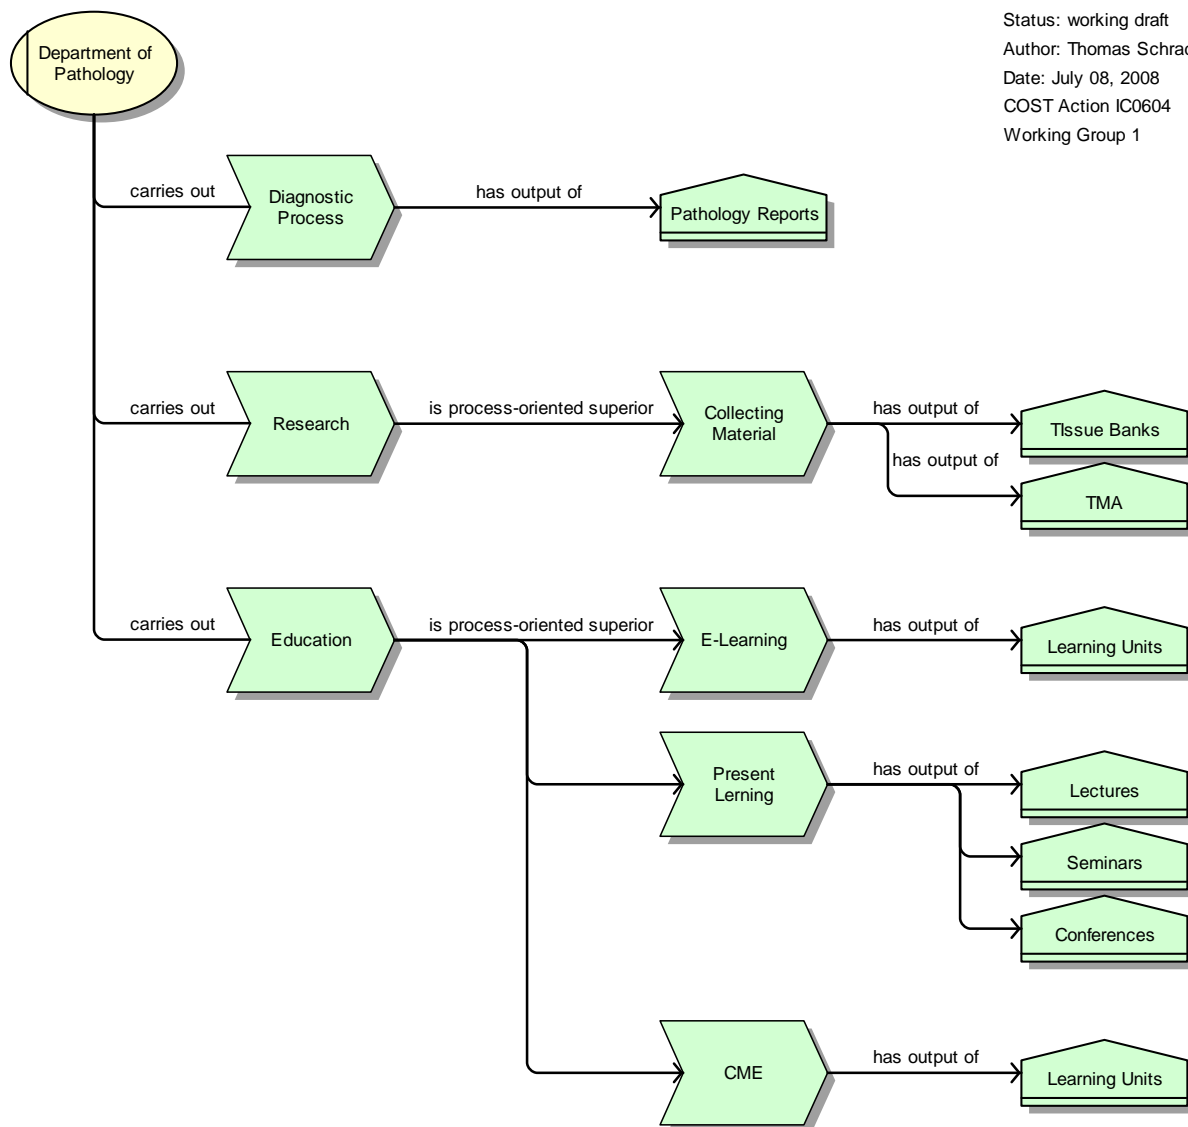 Status: working draft
Author: Thomas
Date: July 08, 2008
COST Action IC0604
Working Group 1
Department of
Pathology
carries out
Diagnostic
Process
has output of
Pathology Reports
carries out
Research
is process-oriented superior
Collecting
Material
has output of
TIssue Banks
has output of
TMA
carries out
Education
is process-oriented superior
E-Learning
has output of
Learning Units
Present
Lerning
has output of
Lectures
Seminars
Conferences
CME
has output of
Learning Units